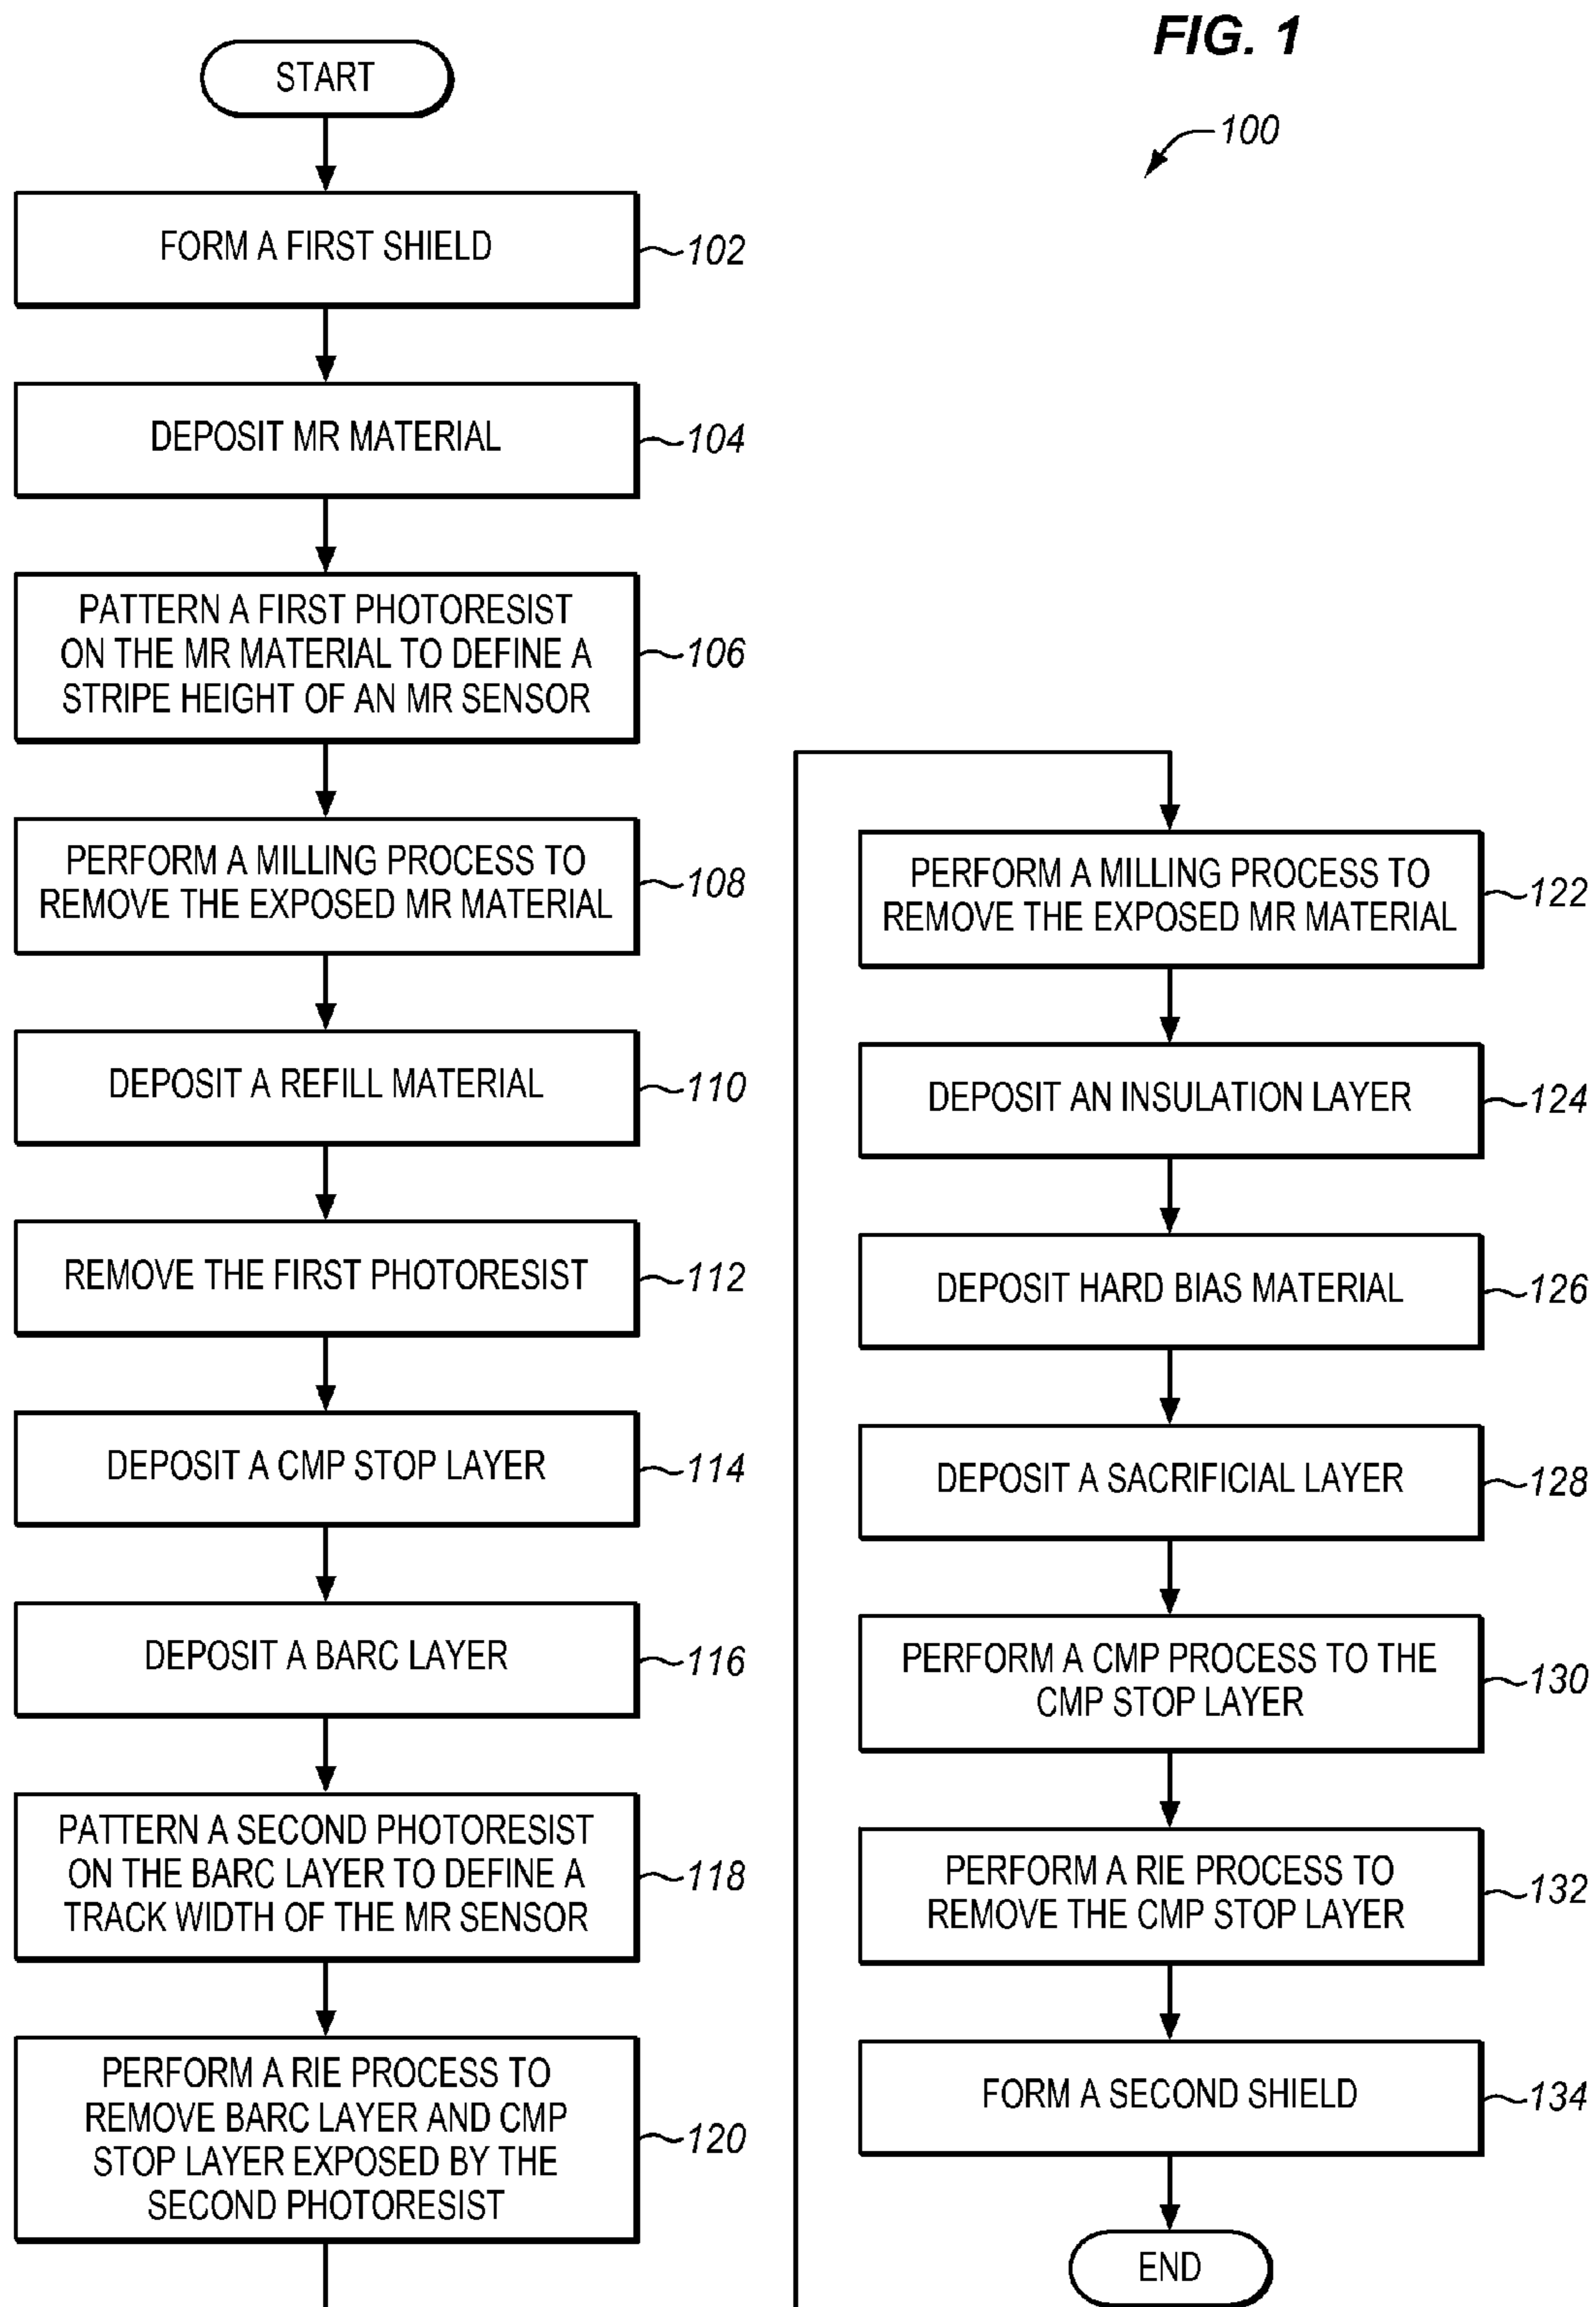 FIG. 1
100
START
FORM A FIRST SHIELD
102
DEPOSIT MR MATERIAL
104
PATTERN A FIRST PHOTORESIST
ON THE MR MATERIAL TO DEFINE A
STRIPE HEIGHT OF AN MR SENSOR
106
PERFORM A MILLING PROCESS TO
REMOVE THE EXPOSED MR MATERIAL
108
DEPOSIT A REFILL MATERIAL
110
REMOVE THE FIRST PHOTORESIST
112
DEPOSIT A CMP STOP LAYER
114
DEPOSIT A BARC LAYER
116
PATTERN A SECOND PHOTORESIST
ON THE BARC LAYER TO DEFINE A
TRACK WIDTH OF THE MR SENSOR
118
PERFORM A RIE PROCESS TO
REMOVE BARC LAYER AND CMP
STOP LAYER EXPOSED BY THE
SECOND PHOTORESIST
120
PERFORM A MILLING PROCESS TO
REMOVE THE EXPOSED MR MATERIAL
122
DEPOSIT AN INSULATION LAYER
124
DEPOSIT HARD BIAS MATERIAL
126
DEPOSIT A SACRIFICIAL LAYER
128
PERFORM A CMP PROCESS TO THE
CMP STOP LAYER
130
PERFORM A RIE PROCESS TO
REMOVE THE CMP STOP LAYER
132
FORM A SECOND SHIELD
134
END